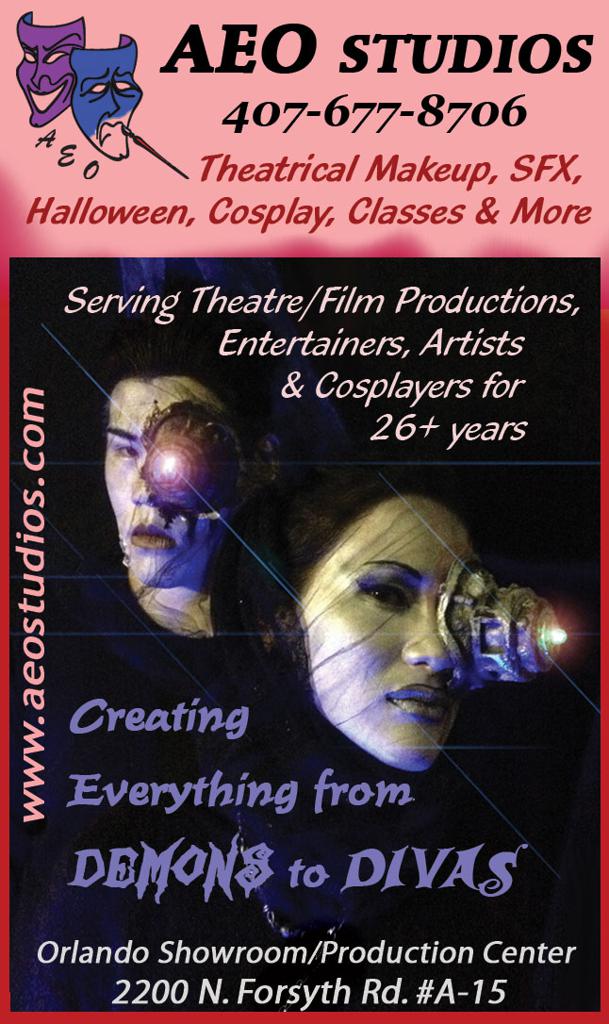 AEO STUDIOS
407-677-8706
A E O
Theatrical Makeup, SFX,
Halloween, Cosplay, Classes & More
Serving Theatre/Film Productions,
Entertainers, Artists
& Cosplayers for
26+ years
www.aeostudios.com
Creating
Everything from
DEMONS to DIVAS
Orlando Showroom/Production Center
2200 N. Forsyth Rd. #A-15